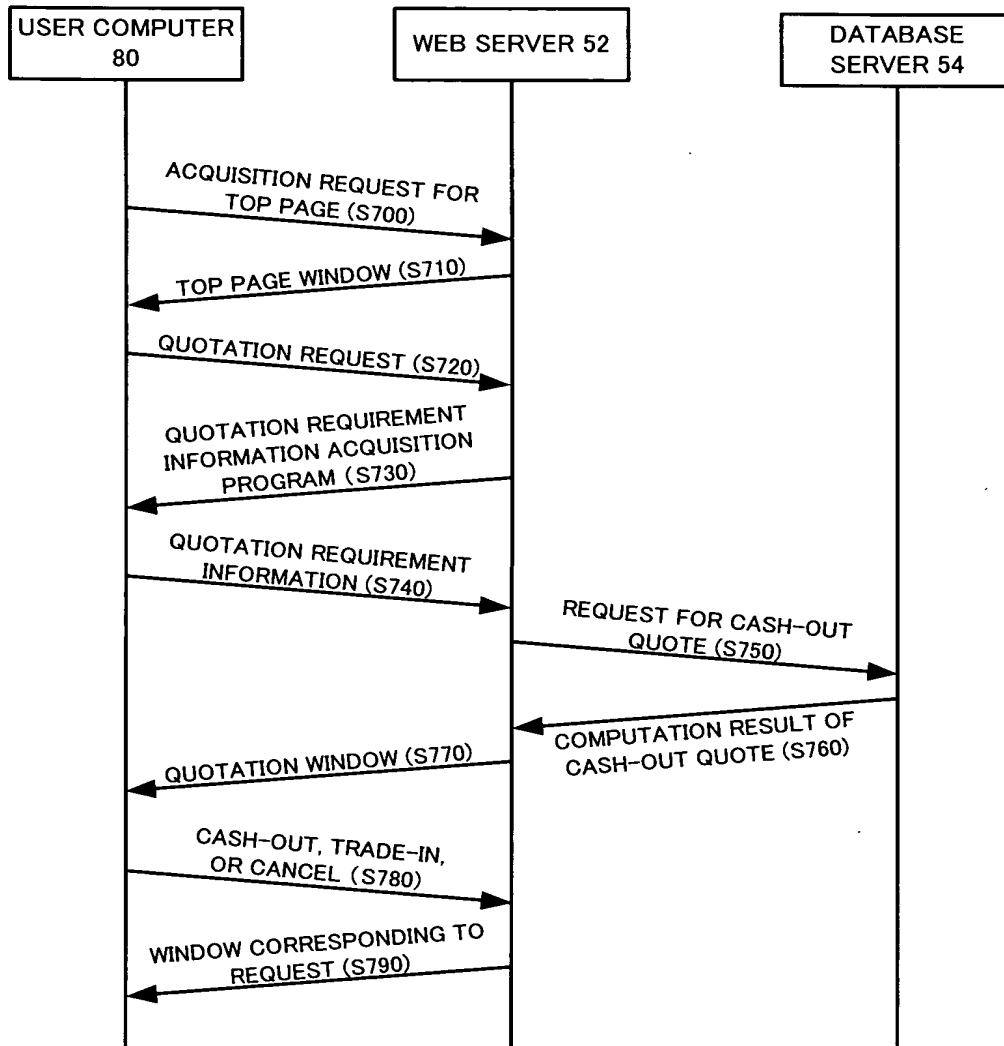 USER COMPUTER
80
WEB SERVER 52
DATABASE
SERVER 54
ACQUISITION REQUEST FOR
TOP PAGE (S700)
TOP PAGE WINDOW (S710)
QUOTATION REQUEST (S720)
QUOTATION REQUIREMENT
INFORMATION ACQUISITION
PROGRAM (S730)
QUOTATION REQUIREMENT
INFORMATION (S740)
REQUEST FOR CASH-OUT
QUOTE (S750)
COMPUTATION RESULT OF
CASH-OUT QUOTE (S760)
QUOTATION WINDOW (S770)
CASH-OUT, TRADE-IN,
OR CANCEL (S780)
WINDOW CORRESPONDING TO
REQUEST (S790)